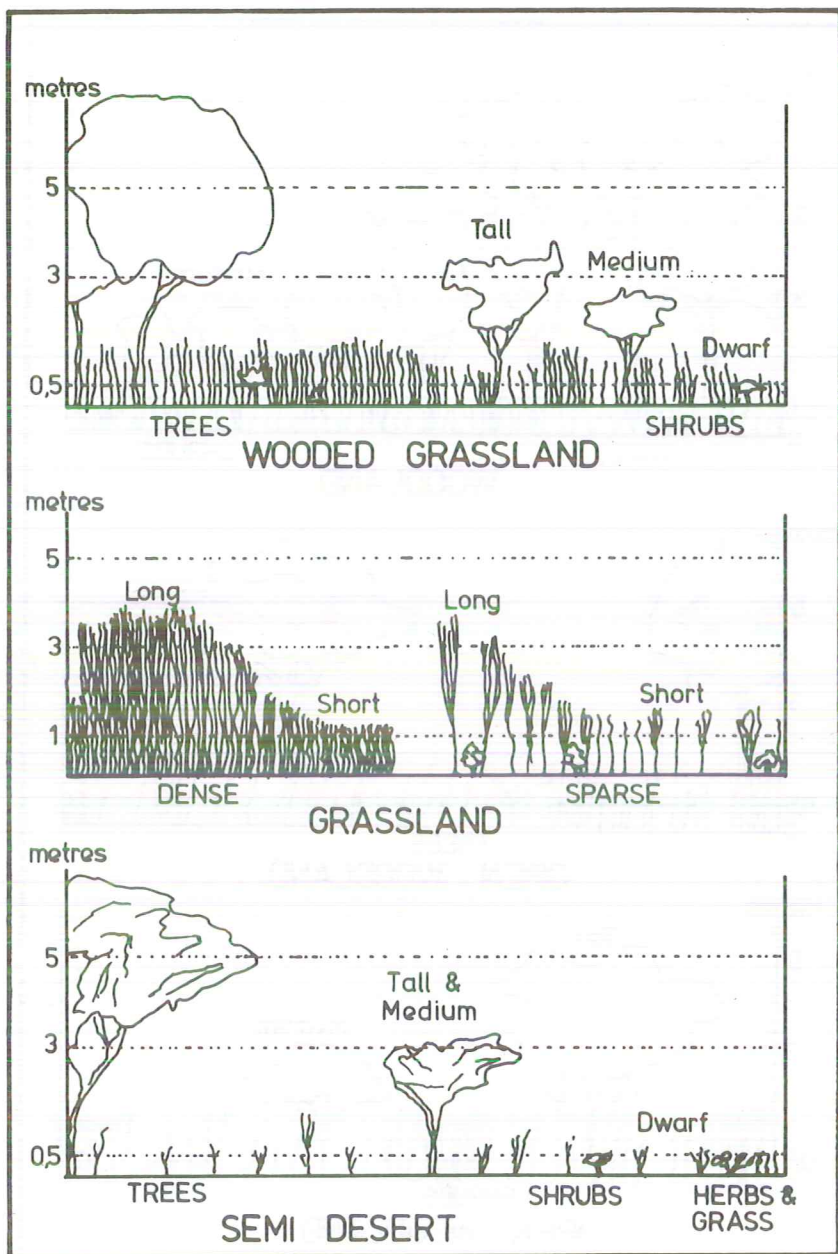 metres
5
Tall
3
Medium
Dwarf
0,5
TREES SHRUBS
WOODED GRASSLAND
metres
5
Long Long
3
Short Short
1
DENSE SPARSE
GRASSLAND
metres
5
Tall &
Medium
3
Dwarf
0,5
TREES SHRUBS HERBS &
GRASS
SEMI DESERT